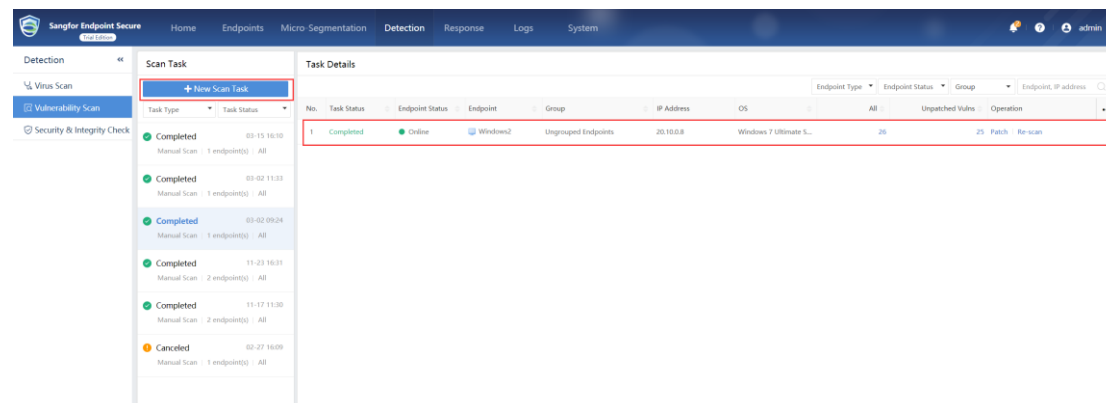 Sangfor Endpoint Secure
Trial Edition
Home Endpoints Micro-Segmentation Detection Response Logs System
admin
Detection «
Virus Scan
Vulnerability Scan
Security & Integrity Check
Scan Task
+ New Scan Task
Task Type Task Status
Completed 03-15 16:10
Manual Scan | 1 endpoint(s) | All
Completed 03-02 11:33
Manual Scan | 1 endpoint(s) | All
Completed 03-02 09:24
Manual Scan | 1 endpoint(s) | All
Completed 11-23 16:31
Manual Scan | 2 endpoint(s) | All
Completed 11-17 11:30
Manual Scan | 2 endpoint(s) | All
Canceled 02-27 16:09
Manual Scan | 1 endpoint(s) | All
Task Details
Endpoint Type Endpoint Status Group Endpoint, IP address
No. Task Status Endpoint Status Endpoint Group IP Address OS All Unpatched Vulns Operation
1 Completed Online Windows2 Ungrouped Endpoints 20.10.0.8 Windows 7 Ultimate S... 26 25 Patch Re-scan